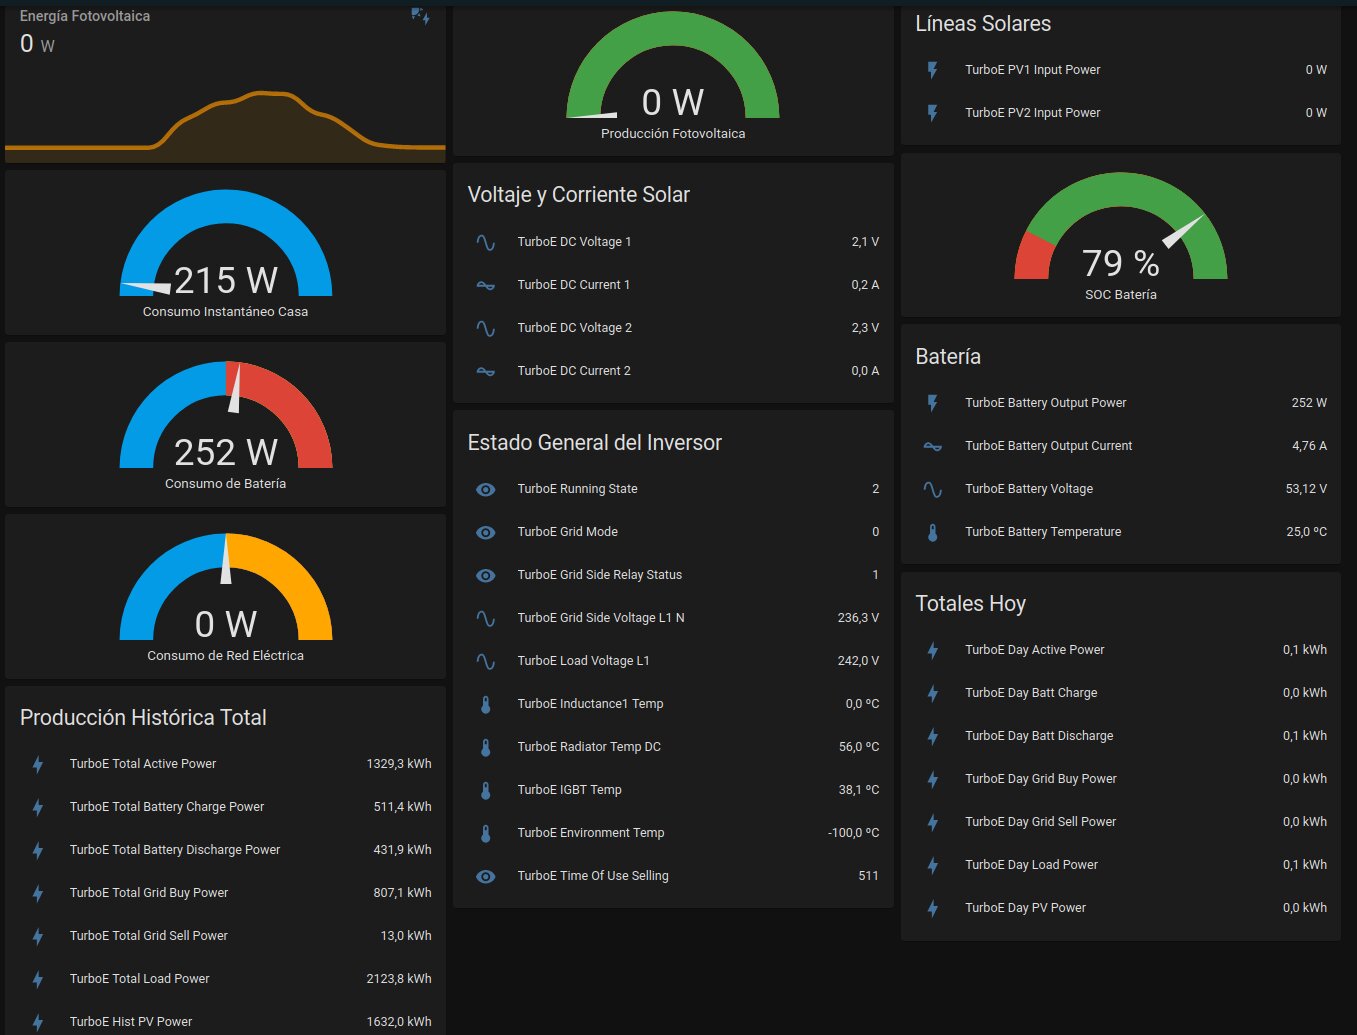 Energía Fotovoltaica
0 W
215 W
Consumo Instantáneo Casa
252 W
Consumo de Batería
0 W
Consumo de Red Eléctrica
Producción Histórica Total
TurboE Total Active Power 1329,3 kWh
TurboE Total Battery Charge Power 511,4 kWh
TurboE Total Battery Discharge Power 431,9 kWh
TurboE Total Grid Buy Power 807,1 kWh
TurboE Total Grid Sell Power 13,0 kWh
TurboE Total Load Power 2123,8 kWh
TurboE Hist PV Power 1632,0 kWh
0 W
Producción Fotovoltaica
Voltaje y Corriente Solar
TurboE DC Voltage 1 2,1 V
TurboE DC Current 1 0,2 A
TurboE DC Voltage 2 2,3 V
TurboE DC Current 2 0,0 A
Estado General del Inversor
TurboE Running State 2
TurboE Grid Mode 0
TurboE Grid Side Relay Status 1
TurboE Grid Side Voltage L1 N 236,3 V
TurboE Load Voltage L1 242,0 V
TurboE Inductance1 Temp 0,0 ºC
TurboE Radiator Temp DC 56,0 ºC
TurboE IGBT Temp 38,1 ºC
TurboE Environment Temp -100,0 ºC
TurboE Time Of Use Selling 511
Líneas Solares
TurboE PV1 Input Power 0 W
TurboE PV2 Input Power 0 W
79 %
SOC Batería
Batería
TurboE Battery Output Power 252 W
TurboE Battery Output Current 4,76 A
TurboE Battery Voltage 53,12 V
TurboE Battery Temperature 25,0 ºC
Totales Hoy
TurboE Day Active Power 0,1 kWh
TurboE Day Batt Charge 0,0 kWh
TurboE Day Batt Discharge 0,1 kWh
TurboE Day Grid Buy Power 0,0 kWh
TurboE Day Grid Sell Power 0,0 kWh
TurboE Day Load Power 0,1 kWh
TurboE Day PV Power 0,0 kWh